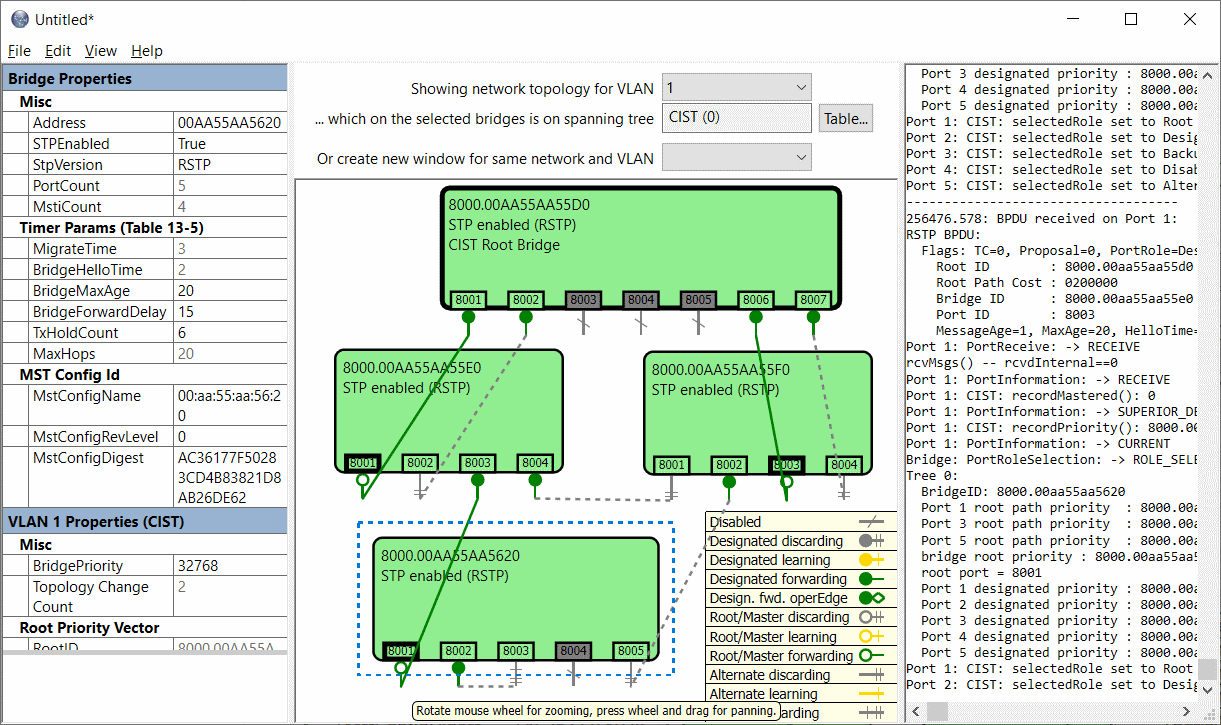 Untitled*
File Edit View Help
Bridge Properties
Misc
Address 00AA55AA5620
STPEnabled True
StpVersion RSTP
PortCount 5
MstiCount 4
Timer Params (Table 13-5)
MigrateTime 3
BridgeHelloTime 2
BridgeMaxAge 20
BridgeForwardDelay 15
TxHoldCount 6
MaxHops 20
MST Config Id
MstConfigName 00:aa:55:aa:56:2
0
MstConfigRevLevel 0
MstConfigDigest AC36177F5028
3CD4B83821D8
AB26DE62
VLAN 1 Properties (CIST)
Misc
BridgePriority 32768
Topology Change 2
Count
Root Priority Vector
RootID 8000.00AA55A
Showing network topology for VLAN 1
... which on the selected bridges is on spanning tree CIST (0) Table...
Or create new window for same network and VLAN
8000.00AA55AA55D0
STP enabled (RSTP)
CIST Root Bridge
8001 8002 8003 8004 8005 8006 8007
8000.00AA55AA55E0
STP enabled (RSTP)
8001 8002 8003 8004
8000.00AA55AA55F0
STP enabled (RSTP)
8001 8002 8003 8004
8000.00AA55AA5620
STP enabled (RSTP)
8001 8002 8003 8004 8005
Disabled
Designated discarding
Designated learning
Designated forwarding
Design. fwd. operEdge
Root/Master discarding
Root/Master learning
Root/Master forwarding
Alternate discarding
Alternate learning
arding
Rotate mouse wheel for zooming, press wheel and drag for panning.
Port 3 designated priority : 8000.00a
Port 4 designated priority : 8000.00a
Port 5 designated priority : 8000.00a
Port 1: CIST: selectedRole set to Root
Port 2: CIST: selectedRole set to Desig
Port 3: CIST: selectedRole set to Backu
Port 4: CIST: selectedRole set to Disab
Port 5: CIST: selectedRole set to Alter
-----------------------------------
256476.578: BPDU received on Port 1:
RSTP BPDU:
Flags: TC=0, Proposal=0, PortRole=Des
Root ID : 8000.00aa55aa55d0
Root Path Cost : 0200000
Bridge ID : 8000.00aa55aa55e0
Port ID : 8003
MessageAge=1, MaxAge=20, HelloTime=
Port 1: PortReceive: -> RECEIVE
rcvMsgs() -- rcvdInternal==0
Port 1: PortInformation: -> RECEIVE
Port 1: CIST: recordMastered(): 0
Port 1: PortInformation: -> SUPERIOR_DE
Port 1: CIST: recordPriority(): 8000.00
Port 1: PortInformation: -> CURRENT
Bridge: PortRoleSelection: -> ROLE_SELE
Tree 0:
BridgeID: 8000.00aa55aa5620
Port 1 root path priority : 8000.00a
Port 3 root path priority : 8000.00a
Port 5 root path priority : 8000.00a
bridge root priority : 8000.00aa55aa5
root port = 8001
Port 1 designated priority : 8000.00a
Port 2 designated priority : 8000.00a
Port 3 designated priority : 8000.00a
Port 4 designated priority : 8000.00a
Port 5 designated priority : 8000.00a
Port 1: CIST: selectedRole set to Root
Port 2: CIST: selectedRole set to Desig